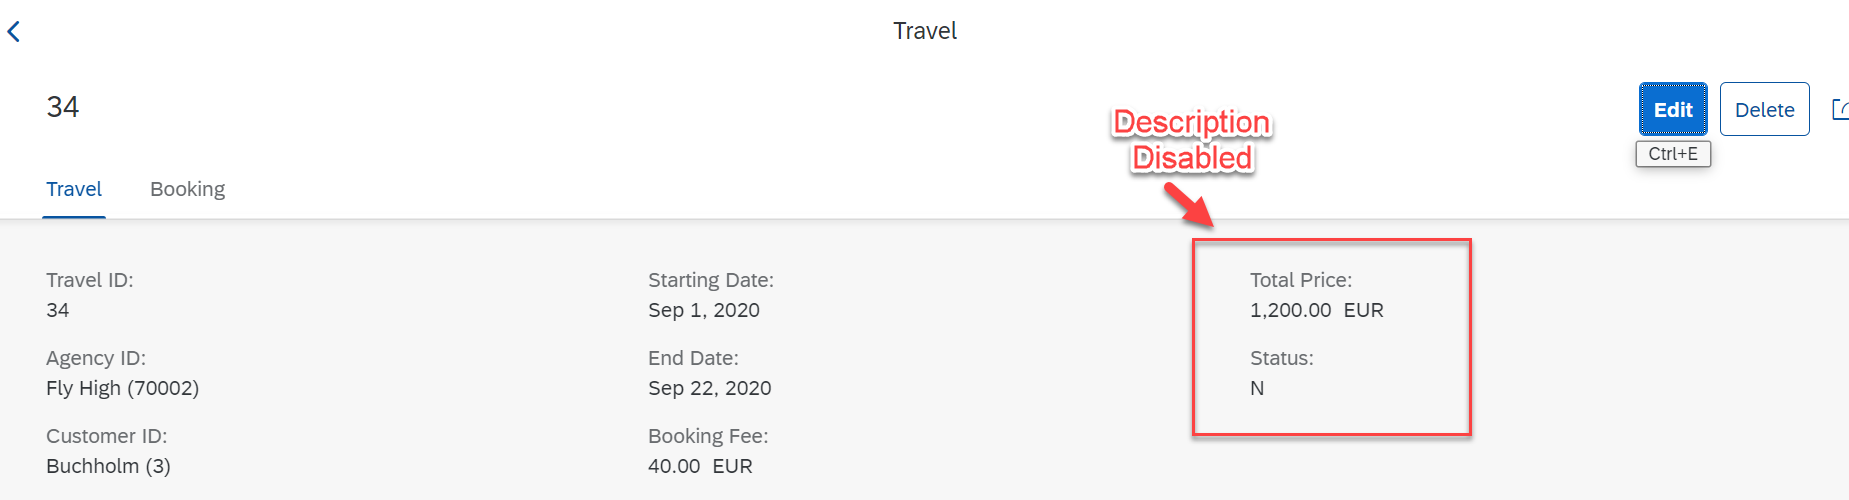 Travel
34
Edit
Delete
Ctrl+E
Description
Disabled
Travel
Booking
Travel ID:
34
Agency ID:
Fly High (70002)
Customer ID:
Buchholm (3)
Starting Date:
Sep 1, 2020
End Date:
Sep 22, 2020
Booking Fee:
40.00 EUR
Total Price:
1,200.00 EUR
Status:
N